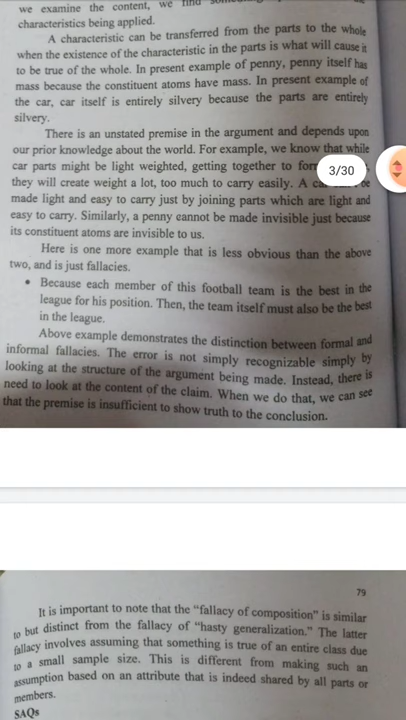 we examine the content, we find
characteristics being applied.
A characteristic can be transferred from the parts to the whole
when the existence of the characteristic in the parts is what will cause it
to be true of the whole. In present example of penny, penny itself has
mass because the constituent atoms have mass. In present example of
the car, car itself is entirely silvery because the parts are entirely
silvery.
There is an unstated premise in the argument and depends upon
our prior knowledge about the world. For example, we know that while
car parts might be light weighted, getting together to
3/30
they will create weight a lot, too much to carry easily. A be
made light and easy to carry just by joining parts which are light and
easy to carry. Similarly, a penny cannot be made invisible just because
its constituent atoms are invisible to us.
Here is one more example that is less obvious than the above
two, and is just fallacies.
• Because each member of this football team is the best in the
league for his position. Then, the team itself must also be the best
in the league.
Above example demonstrates the distinction between formal and
informal fallacies. The error is not simply recognizable simply by
looking at the structure of the argument being made. Instead, there is
need to look at the content of the claim. When we do that, we can see
that the premise is insufficient to show truth to the conclusion.
79
It is important to note that the "fallacy of composition" is similar
to but distinct from the fallacy of "hasty generalization." The latter
fallacy involves assuming that something is true of an entire class due
to a small sample size. This is different from making such an
assumption based on an attribute that is indeed shared by all parts or
members.
SAQs